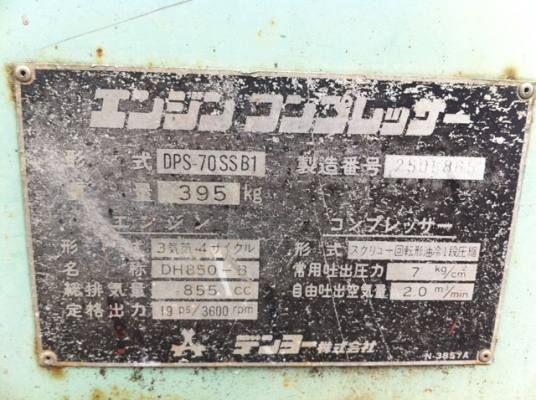 エンジン コンプレッサー
形 式 DPS-70SSB1 製造番号 2505865
量 395 kg
エンジン コンプレッサー
形 式 3気筒・4サイクル 形 式 スクリュー回転形油冷1段圧縮
名 称 DH850-B 常用吐出圧力 7 kg/cm²
総排気量 855 cc 自由吐出空気量 2.0 m³/min
定格出力 19 ps/3600 rpm
デンヨー株式会社
N-3857A